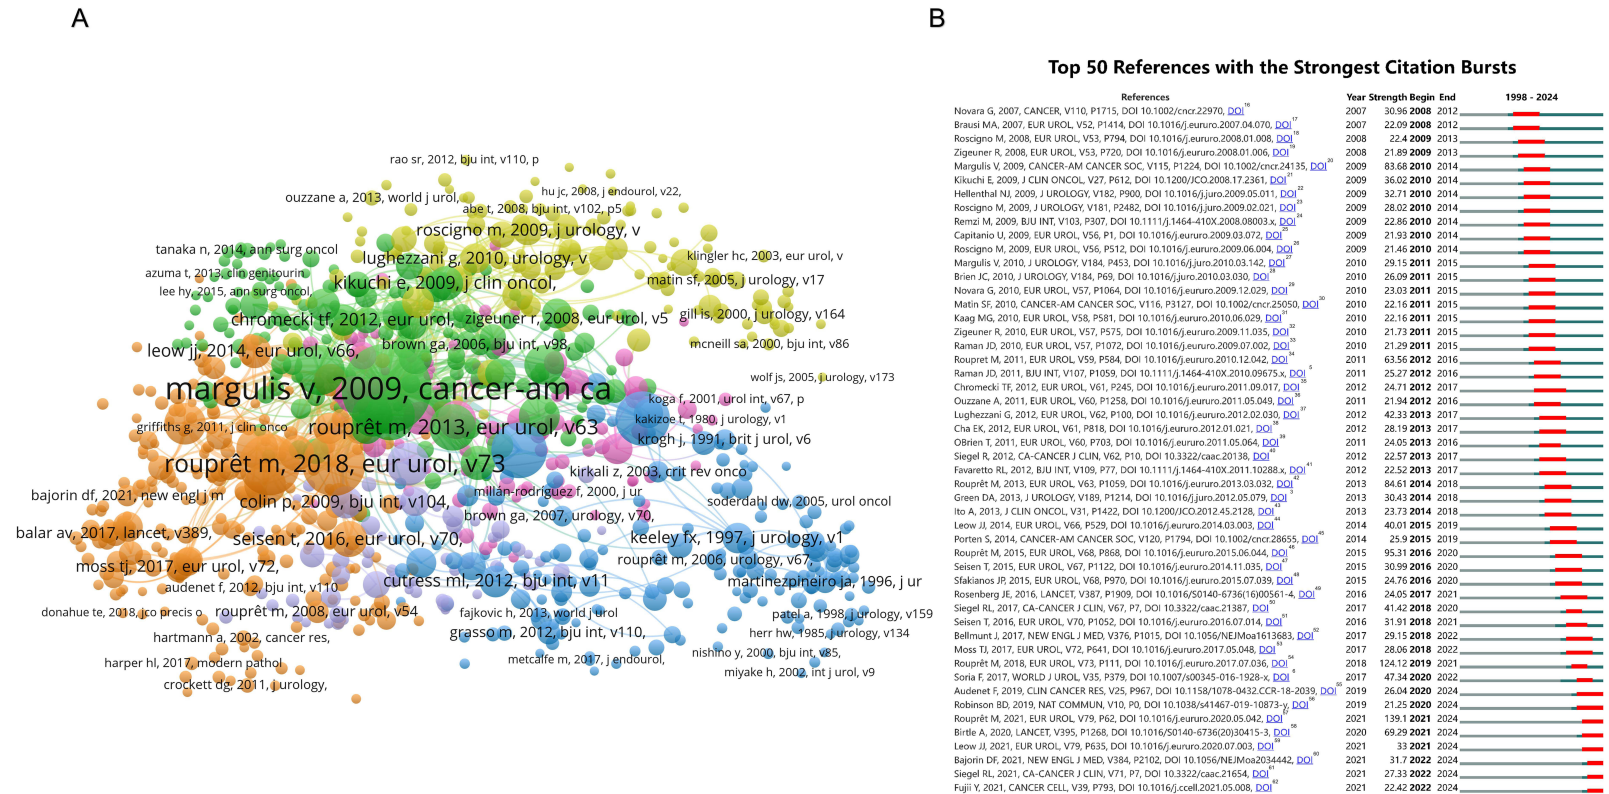 A
rao sr, 2012, bju int, v110, p
hu jc, 2008, j endourol, v22,
ouzzane a, 2013, world j urol,
abe t, 2008, bju int, v102, p5
roscigno m, 2009, j urology, v
tanaka n, 2014, ann surg oncol
lughezzani g, 2010, urology, v
klingler hc, 2003, eur urol, v
azuma t, 2013, clin genitourin
kikuchi e, 2009, j clin oncol,
matin sf, 2005, j urology, v17
lee hy, 2015, ann surg oncol,
chromecki tf, 2012, eur urol,
zigeuner r, 2008, eur urol, v5
gill is, 2000, j urology, v164
leow jj, 2014, eur urol, v66,
brown ga, 2006, bju int, v98,
mcneill sa, 2000, bju int, v86
wolf js, 2005, j urology, v173
margulis v, 2009, cancer-am ca
koga f, 2001, urol int, v67, p
kakizoe t, 1980, j urology, v1
griffiths g, 2011, j clin onco
rouprêt m, 2013, eur urol, v63
krogh j, 1991, brit j urol, v6
rouprêt m, 2018, eur urol, v73
kirkali z, 2003, crit rev onco
bajorin df, 2021, new engl j m
colin p, 2009, bju int, v104,
millán-rodríguez f, 2000, j ur
soderdahl dw, 2005, urol oncol
brown ga, 2007, urology, v70,
balar av, 2017, lancet, v389,
seisen t, 2016, eur urol, v70,
keeley fx, 1997, j urology, v1
rouprêt m, 2006, urology, v67,
moss tj, 2017, eur urol, v72,
cutress ml, 2012, bju int, v11
martinezpineiro ja, 1996, j ur
audenet f, 2012, bju int, v110
donahue te, 2018, jco precis o
rouprêt m, 2008, eur urol, v54
fajkovic h, 2013, world j urol
patel a, 1998, j urology, v159
hartmann a, 2002, cancer res,
grasso m, 2012, bju int, v110,
herr hw, 1985, j urology, v134
harper hl, 2017, modern pathol
metcalfe m, 2017, j endourol,
nishino y, 2000, bju int, v85,
crockett dg, 2011, j urology,
miyake h, 2002, int j urol, v9
B
Top 50 References with the Strongest Citation Bursts
References Year Strength Begin End 1998 - 2024
Novara G, 2007, CANCER, V110, P1715, DOI 10.1002/cncr.22970, DOI 16 2007 30.96 2008 2012
Brausi MA, 2007, EUR UROL, V52, P1414, DOI 10.1016/j.eururo.2007.04.070, DOI 17 2007 22.09 2008 2012
Roscigno M, 2008, EUR UROL, V53, P794, DOI 10.1016/j.eururo.2008.01.008, DOI 18 2008 22.4 2009 2013
Zigeuner R, 2008, EUR UROL, V53, P720, DOI 10.1016/j.eururo.2008.01.006, DOI 19 2008 21.89 2009 2013
Margulis V, 2009, CANCER-AM CANCER SOC, V115, P1224, DOI 10.1002/cncr.24135, DOI 20 2009 83.68 2010 2014
Kikuchi E, 2009, J CLIN ONCOL, V27, P612, DOI 10.1200/JCO.2008.17.2361, DOI 21 2009 36.02 2010 2014
Hellenthal NJ, 2009, J UROLOGY, V182, P900, DOI 10.1016/j.juro.2009.05.011, DOI 22 2009 32.71 2010 2014
Roscigno M, 2009, J UROLOGY, V181, P2482, DOI 10.1016/j.juro.2009.02.021, DOI 23 2009 28.02 2010 2014
Remzi M, 2009, BJU INT, V103, P307, DOI 10.1111/j.1464-410X.2008.08003.x, DOI 24 2009 22.86 2010 2014
Capitanio U, 2009, EUR UROL, V56, P1, DOI 10.1016/j.eururo.2009.03.072, DOI 25 2009 21.93 2010 2014
Roscigno M, 2009, EUR UROL, V56, P512, DOI 10.1016/j.eururo.2009.06.004, DOI 26 2009 21.46 2010 2014
Margulis V, 2010, J UROLOGY, V184, P453, DOI 10.1016/j.juro.2010.03.142, DOI 27 2010 29.15 2011 2015
Brien JC, 2010, J UROLOGY, V184, P69, DOI 10.1016/j.juro.2010.03.030, DOI 28 2010 26.09 2011 2015
Novara G, 2010, EUR UROL, V57, P1064, DOI 10.1016/j.eururo.2009.12.029, DOI 29 2010 23.03 2011 2015
Matin SF, 2010, CANCER-AM CANCER SOC, V116, P3127, DOI 10.1002/cncr.25050, DOI 30 2010 22.16 2011 2015
Kaag MG, 2010, EUR UROL, V58, P581, DOI 10.1016/j.eururo.2010.06.029, DOI 31 2010 22.16 2011 2015
Zigeuner R, 2010, EUR UROL, V57, P575, DOI 10.1016/j.eururo.2009.11.035, DOI 32 2010 21.73 2011 2015
Raman JD, 2010, EUR UROL, V57, P1072, DOI 10.1016/j.eururo.2009.07.002, DOI 33 2010 21.29 2011 2015
Roupret M, 2011, EUR UROL, V59, P584, DOI 10.1016/j.eururo.2010.12.042, DOI 34 2011 63.56 2012 2016
Raman JD, 2011, BJU INT, V107, P1059, DOI 10.1111/j.1464-410X.2010.09675.x, DOI 5 2011 25.27 2012 2016
Chromecki TF, 2012, EUR UROL, V61, P245, DOI 10.1016/j.eururo.2011.09.017, DOI 35 2012 24.71 2012 2017
Ouzzane A, 2011, EUR UROL, V60, P1258, DOI 10.1016/j.eururo.2011.05.049, DOI 36 2011 21.94 2012 2016
Lughezzani G, 2012, EUR UROL, V62, P100, DOI 10.1016/j.eururo.2012.02.030, DOI 37 2012 42.33 2013 2017
Cha EK, 2012, EUR UROL, V61, P818, DOI 10.1016/j.eururo.2012.01.021, DOI 38 2012 28.19 2013 2017
OBrien T, 2011, EUR UROL, V60, P703, DOI 10.1016/j.eururo.2011.05.064, DOI 39 2011 24.05 2013 2016
Siegel R, 2012, CA-CANCER J CLIN, V62, P10, DOI 10.3322/caac.20138, DOI 40 2012 22.57 2013 2017
Favaretto RL, 2012, BJU INT, V109, P77, DOI 10.1111/j.1464-410X.2011.10288.x, DOI 41 2012 22.52 2013 2017
Rouprêt M, 2013, EUR UROL, V63, P1059, DOI 10.1016/j.eururo.2013.03.032, DOI 42 2013 84.61 2014 2018
Green DA, 2013, J UROLOGY, V189, P1214, DOI 10.1016/j.juro.2012.05.079, DOI 3 2013 30.43 2014 2018
Ito A, 2013, J CLIN ONCOL, V31, P1422, DOI 10.1200/JCO.2012.45.2128, DOI 43 2013 23.73 2014 2018
Leow JJ, 2014, EUR UROL, V66, P529, DOI 10.1016/j.eururo.2014.03.003, DOI 44 2014 40.01 2015 2019
Porten S, 2014, CANCER-AM CANCER SOC, V120, P1794, DOI 10.1002/cncr.28655, DOI 45 2014 25.9 2015 2019
Rouprêt M, 2015, EUR UROL, V68, P868, DOI 10.1016/j.eururo.2015.06.044, DOI 46 2015 95.31 2016 2020
Seisen T, 2015, EUR UROL, V67, P1122, DOI 10.1016/j.eururo.2014.11.035, DOI 47 2015 30.99 2016 2020
Sfakianos JP, 2015, EUR UROL, V68, P970, DOI 10.1016/j.eururo.2015.07.039, DOI 48 2015 24.76 2016 2020
Rosenberg JE, 2016, LANCET, V387, P1909, DOI 10.1016/S0140-6736(16)00561-4, DOI 49 2016 24.05 2017 2021
Siegel RL, 2017, CA-CANCER J CLIN, V67, P7, DOI 10.3322/caac.21387, DOI 50 2017 41.42 2018 2020
Seisen T, 2016, EUR UROL, V70, P1052, DOI 10.1016/j.eururo.2016.07.014, DOI 51 2016 31.91 2018 2021
Bellmunt J, 2017, NEW ENGL J MED, V376, P1015, DOI 10.1056/NEJMoa1613683, DOI 52 2017 29.15 2018 2022
Moss TJ, 2017, EUR UROL, V72, P641, DOI 10.1016/j.eururo.2017.05.048, DOI 53 2017 28.06 2018 2022
Rouprêt M, 2018, EUR UROL, V73, P111, DOI 10.1016/j.eururo.2017.07.036, DOI 54 2018 124.12 2019 2021
Soria F, 2017, WORLD J UROL, V35, P379, DOI 10.1007/s00345-016-1928-x, DOI 6 2017 47.34 2020 2022
Audenet F, 2019, CLIN CANCER RES, V25, P967, DOI 10.1158/1078-0432.CCR-18-2039, DOI 55 2019 26.04 2020 2024
Robinson BD, 2019, NAT COMMUN, V10, P0, DOI 10.1038/s41467-019-10873-y, DOI 56 2019 21.25 2020 2024
Rouprêt M, 2021, EUR UROL, V79, P62, DOI 10.1016/j.eururo.2020.05.042, DOI 57 2021 139.1 2021 2024
Birtle A, 2020, LANCET, V395, P1268, DOI 10.1016/S0140-6736(20)30415-3, DOI 58 2020 69.29 2021 2024
Leow JJ, 2021, EUR UROL, V79, P635, DOI 10.1016/j.eururo.2020.07.003, DOI 59 2021 33 2021 2024
Bajorin DF, 2021, NEW ENGL J MED, V384, P2102, DOI 10.1056/NEJMoa2034442, DOI 60 2021 31.7 2022 2024
Siegel RL, 2021, CA-CANCER J CLIN, V71, P7, DOI 10.3322/caac.21654, DOI 61 2021 27.33 2022 2024
Fujii Y, 2021, CANCER CELL, V39, P793, DOI 10.1016/j.ccell.2021.05.008, DOI 62 2021 22.42 2022 2024